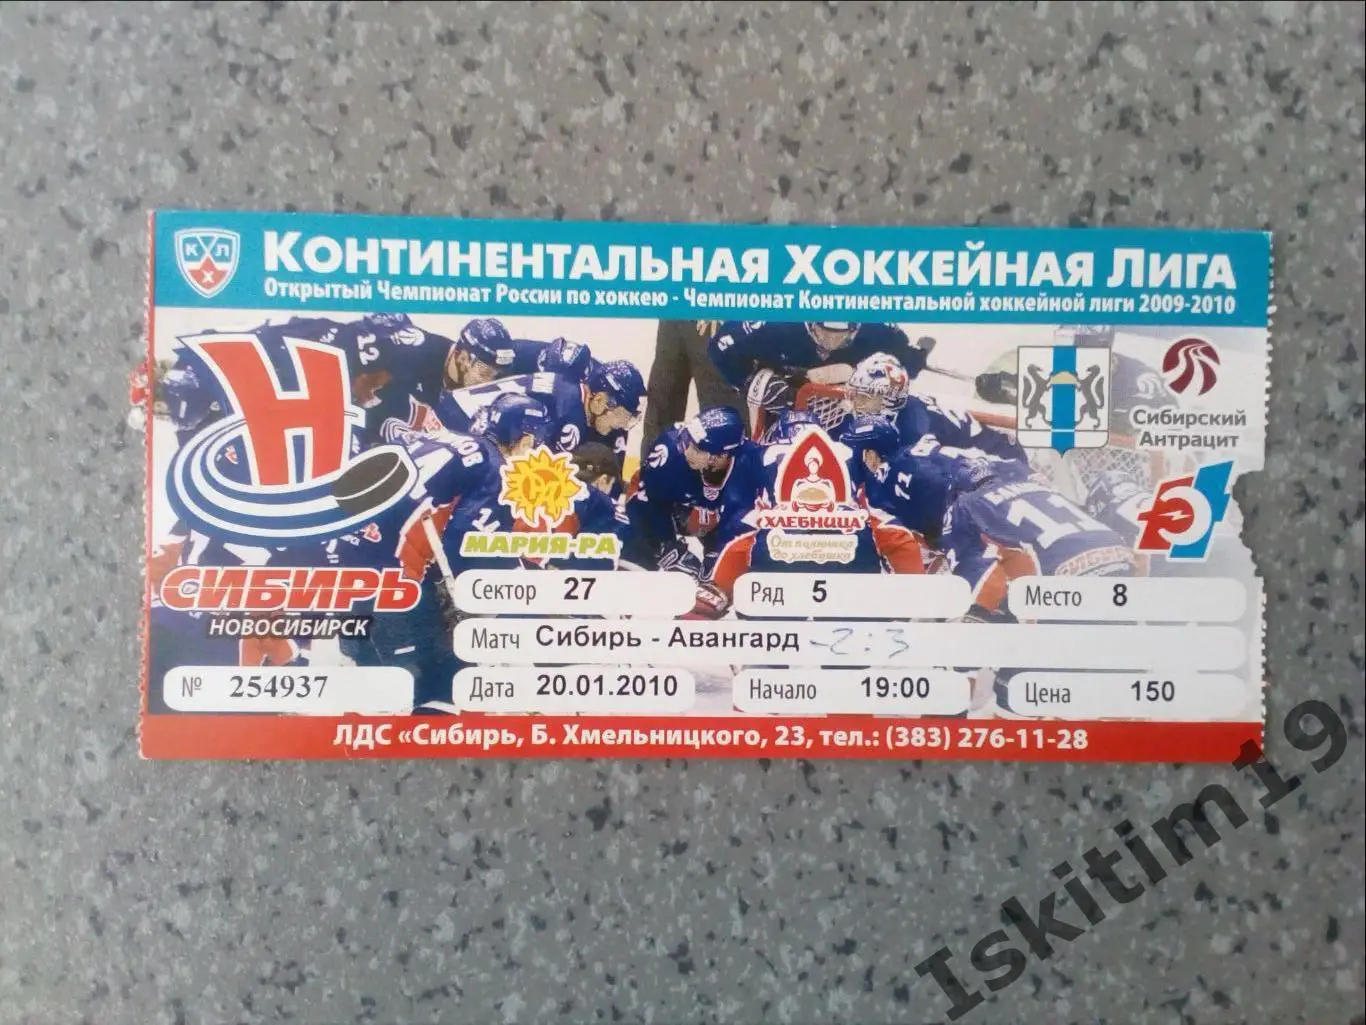 КХЛ
Континентальная Хоккейная Лига
Открытый Чемпионат России по хоккею - Чемпионат Континентальной хоккейной лиги 2009-2010
Н
Сибирский
Антрацит
МАРИЯ-РА
ХЛЕБНИЦА
От полюшка
до хлебушка
СИБИРЬ
НОВОСИБИРСК
Сектор 27
Ряд 5
Место 8
Матч Сибирь - Авангард -2:3
№ 254937
Дата 20.01.2010
Начало 19:00
Цена 150
ЛДС «Сибирь, Б. Хмельницкого, 23, тел.: (383) 276-11-28
Iskitim19